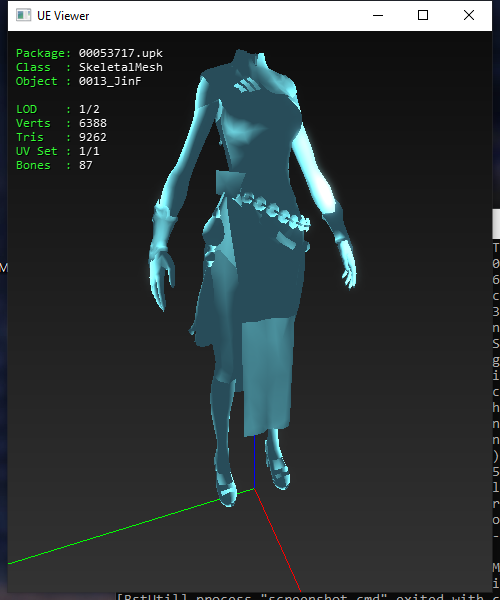 UE Viewer
Package: 00053717.upk
Class : SkeletalMesh
Object : 0013_JinF
LOD : 1/2
Verts : 6388
Tris : 9262
UV Set : 1/1
Bones : 87
M
[BstUtil] process "screenshot.cmd" exited with c